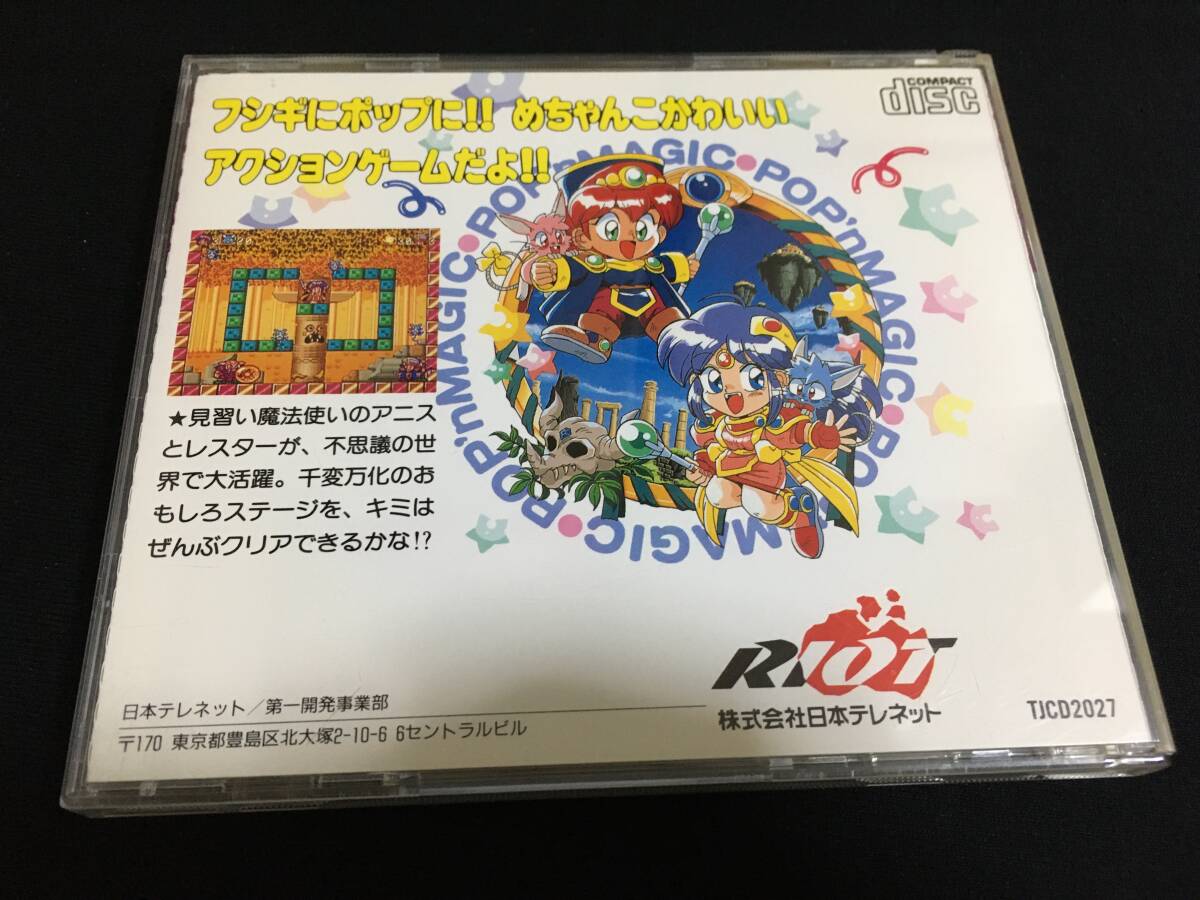 フシギにポップに!! めちゃんこかわいい
アクションゲームだよ!!
COMPACT
disc
POP'nMAGIC・POP'nMAGIC・POP'nMAGIC・POP'nMAGIC・
★見習い魔法使いのアニス
とレスターが、不思議の世
界で大活躍。千変万化のお
もしろステージを、キミは
ぜんぶクリアできるかな!?
RIOT
株式会社日本テレネット
TJCD2027
日本テレネット／第一開発事業部
〒170 東京都豊島区北大塚2-10-6 6セントラルビル